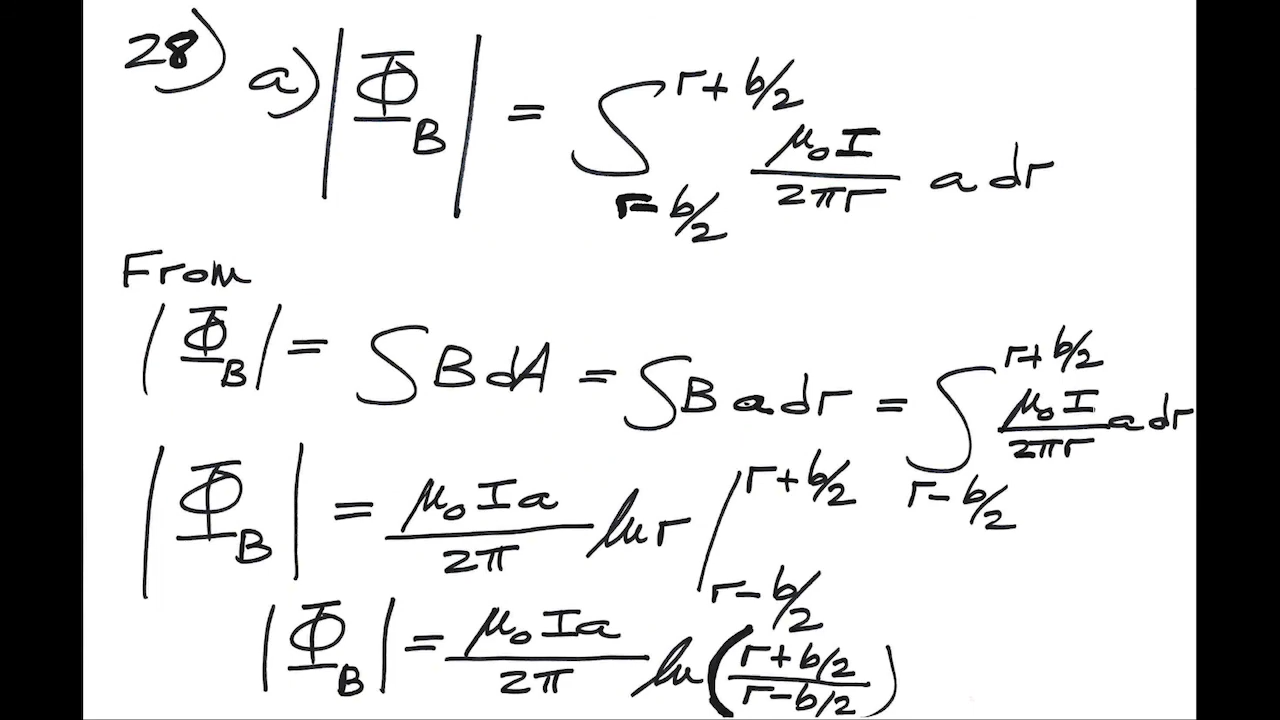 28) a) |Φ_B| = ∫_{r-b/2}^{r+b/2} μ₀I/2πr a dr
From
|Φ_B| = ∫BdA = ∫B a dr = ∫_{r-b/2}^{r+b/2} μ₀I/2πr a dr
|Φ_B| = μ₀Ia/2π ln r |_{r-b/2}^{r+b/2}
|Φ_B| = μ₀Ia/2π ln(r+b/2/r-b/2)